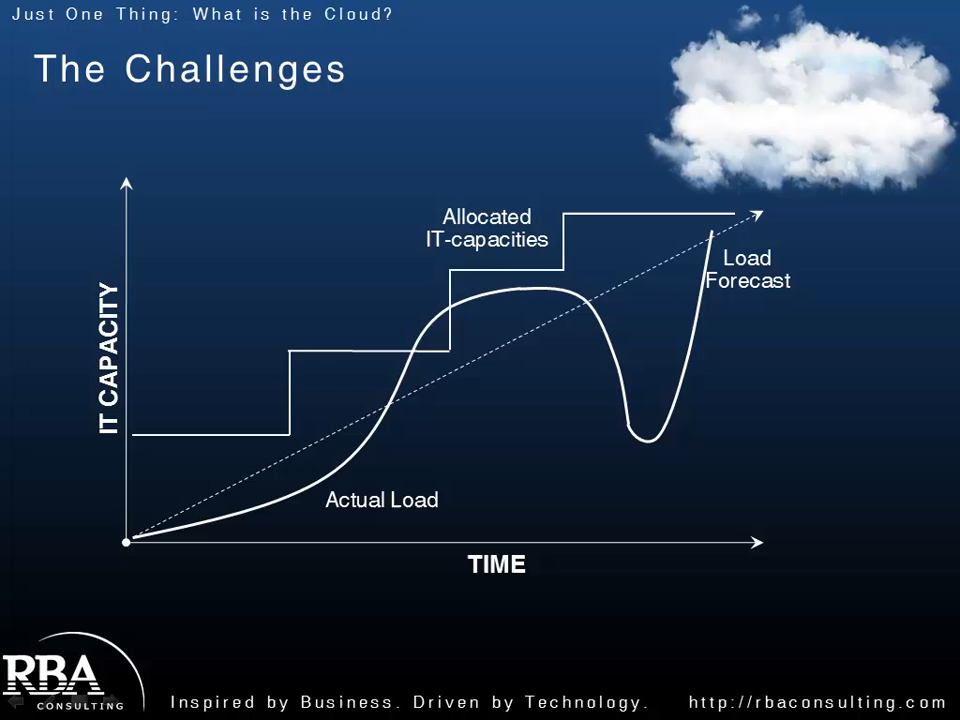 Just One Thing: What is the Cloud?
The Challenges
Allocated
IT-capacities
Load
Forecast
IT CAPACITY
Actual Load
TIME
RBA
CONSULTING
Inspired by Business. Driven by Technology.
http://rbaconsulting.com